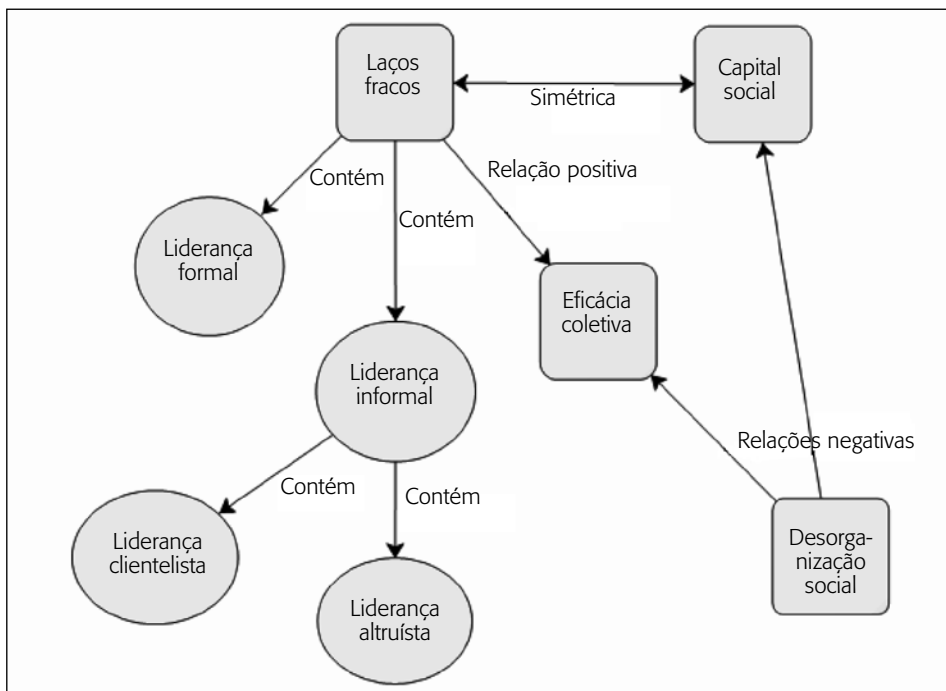 Laços
fracos
Capital
social
Simétrica
Contém
Relação positiva
Contém
Liderança
formal
Eficácia
coletiva
Liderança
informal
Relações negativas
Contém
Contém
Liderança
clientelista
Desorga-
nização
social
Liderança
altruísta